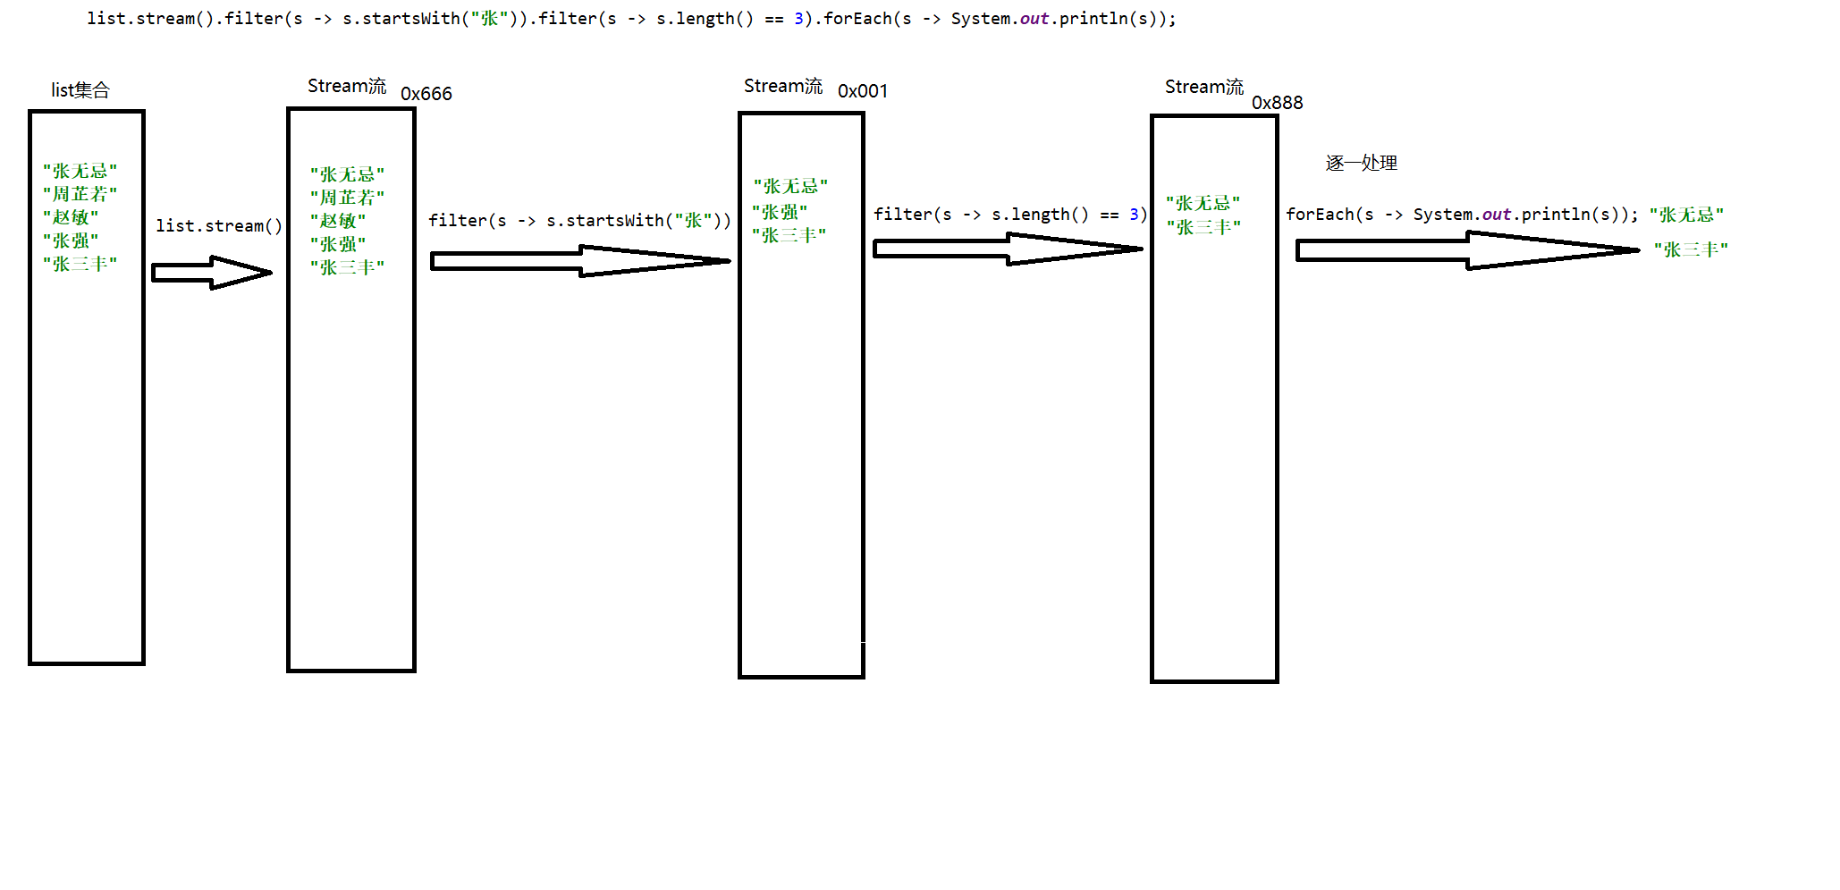 list.stream().filter(s -> s.startsWith("张")).filter(s -> s.length() == 3).forEach(s -> System.out.println(s));
list集合
"张无忌"
"周芷若"
"赵敏"
"张强"
"张三丰"
list.stream()
Stream流
0x666
"张无忌"
"周芷若"
"赵敏"
"张强"
"张三丰"
filter(s -> s.startsWith("张"))
Stream流
0x001
"张无忌"
"张强"
"张三丰"
filter(s -> s.length() == 3)
Stream流
0x888
"张无忌"
"张三丰"
逐一处理
forEach(s -> System.out.println(s));
"张无忌"
"张三丰"